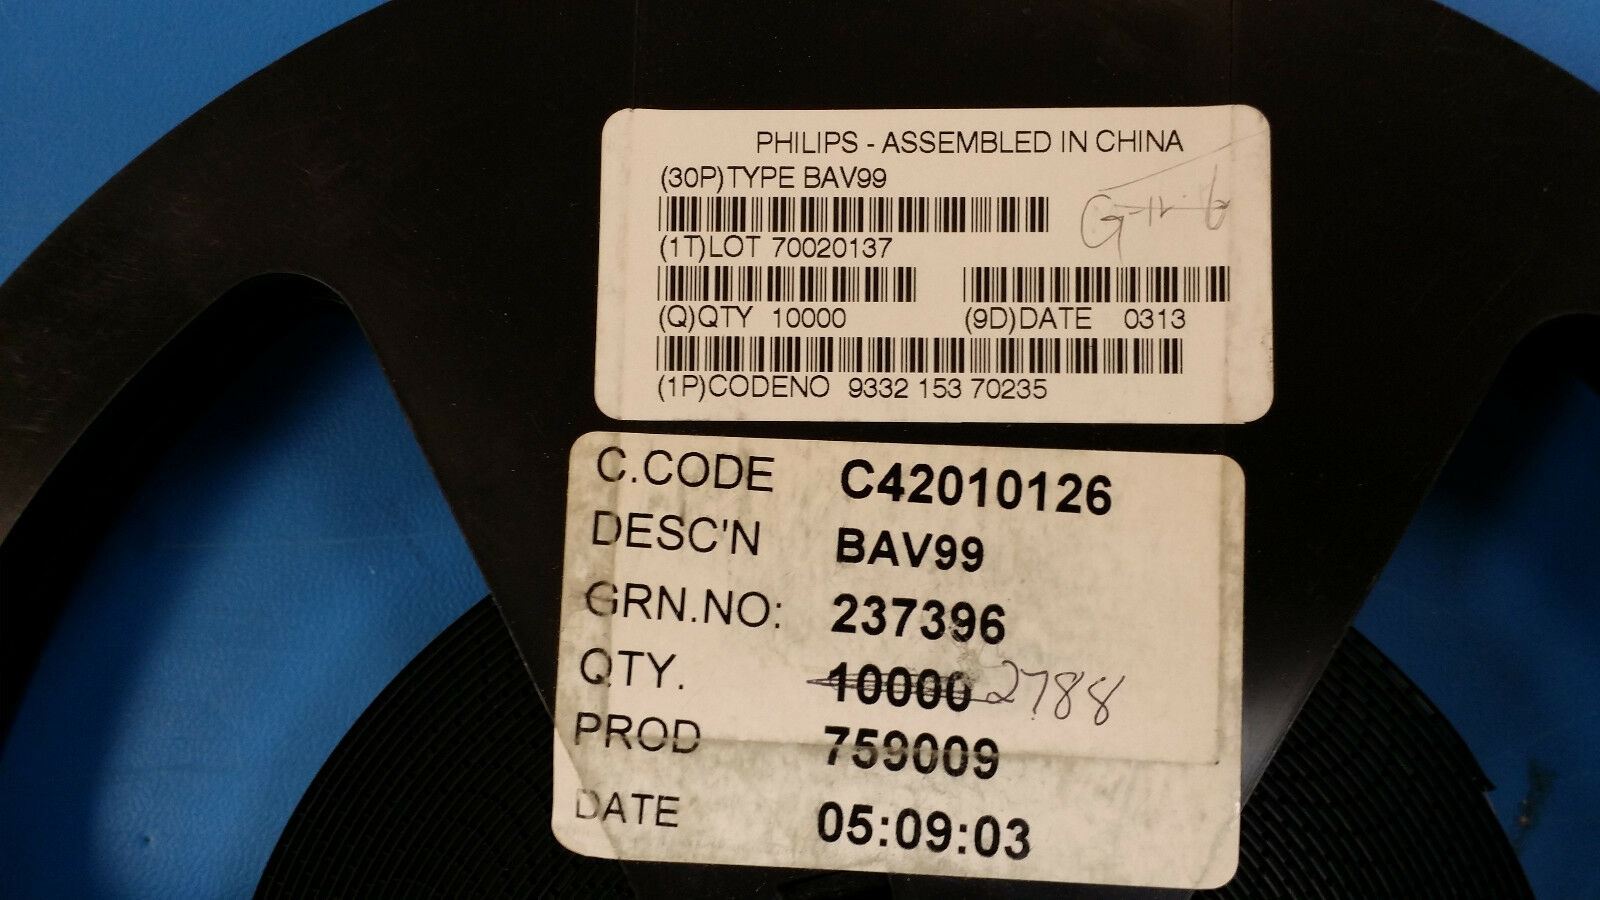 PHILIPS - ASSEMBLED IN CHINA
(30P)TYPE BAV99
(1T)LOT 70020137
(Q)QTY 10000 (9D)DATE 0313
(1P)CODENO 9332 153 70235
C.CODE C42010126
DESC'N BAV99
GRN.NO: 237396
QTY. 10000 2788
PROD 759009
DATE 05:09:03